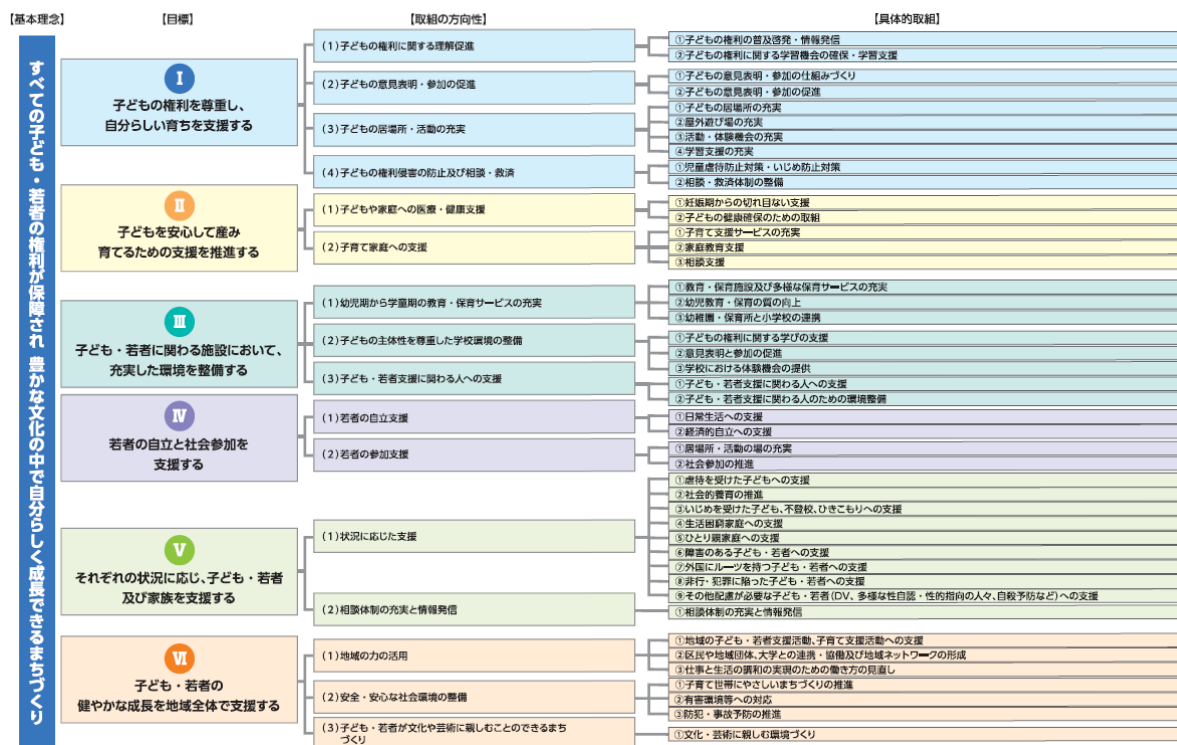 【基本理念】
【目標】
【取組の方向性】
【具体的取組】
すべての子ども・若者の権利が保障され 豊かな文化の中で自分らしく成長できるまちづくり
Ⅰ
子どもの権利を尊重し、
自分らしい育ちを支援する
(1)子どもの権利に関する理解促進
①子どもの権利の普及啓発・情報発信
②子どもの権利に関する学習機会の確保・学習支援
(2)子どもの意見表明・参加の促進
①子どもの意見表明・参加の仕組みづくり
②子どもの意見表明・参加の促進
(3)子どもの居場所・活動の充実
①子どもの居場所の充実
②屋外遊び場の充実
③活動・体験機会の充実
④学習支援の充実
(4)子どもの権利侵害の防止及び相談・救済
①児童虐待防止対策・いじめ防止対策
②相談・救済体制の整備
Ⅱ
子どもを安心して産み
育てるための支援を推進する
(1)子どもや家庭への医療・健康支援
①妊娠期からの切れ目ない支援
②子どもの健康確保のための取組
(2)子育て家庭への支援
①子育て支援サービスの充実
②家庭教育支援
③相談支援
Ⅲ
子ども・若者に関わる施設において、
充実した環境を整備する
(1)幼児期から学童期の教育・保育サービスの充実
①教育・保育施設及び多様な保育サービスの充実
②幼児教育・保育の質の向上
③幼稚園・保育所と小学校の連携
(2)子どもの主体性を尊重した学校環境の整備
①子どもの権利に関する学びの支援
②意見表明と参加の促進
③学校における体験機会の提供
(3)子ども・若者支援に関わる人への支援
①子ども・若者支援に関わる人への支援
②子ども・若者支援に関わる人のための環境整備
Ⅳ
若者の自立と社会参加を
支援する
(1)若者の自立支援
①日常生活への支援
②経済的自立への支援
(2)若者の参加支援
①居場所・活動の場の充実
②社会参加の推進
Ⅴ
それぞれの状況に応じ、子ども・若者
及び家族を支援する
(1)状況に応じた支援
①虐待を受けた子どもへの支援
②社会的養育の推進
③いじめを受けた子ども、不登校、ひきこもりへの支援
④生活困窮家庭への支援
⑤ひとり親家庭への支援
⑥障害のある子ども・若者への支援
⑦外国にルーツを持つ子ども・若者への支援
⑧非行・犯罪に陥った子ども・若者への支援
⑨その他配慮が必要な子ども・若者(DV、多様な性自認・性的指向の人々、自殺予防など)への支援
(2)相談体制の充実と情報発信
①相談体制の充実と情報発信
Ⅵ
子ども・若者の
健やかな成長を地域全体で支援する
(1)地域の力の活用
①地域の子ども・若者支援活動、子育て支援活動への支援
②区民や地域団体、大学との連携・協働及び地域ネットワークの形成
③仕事と生活の調和の実現のための働き方の見直し
(2)安全・安心な社会環境の整備
①子育て世帯にやさしいまちづくりの推進
②有害環境等への対応
③防犯・事故予防の推進
(3)子ども・若者が文化や芸術に親しむことのできるまち
づくり
①文化・芸術に親しむ環境づくり